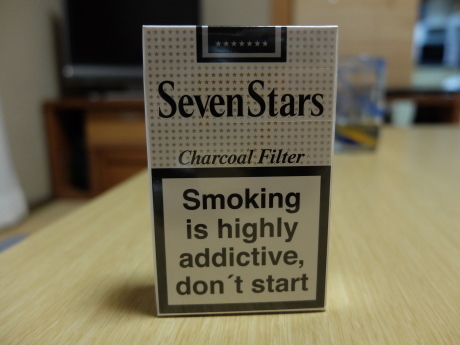 ★★★★★★★
SevenStars
Charcoal Filter
Smoking
is highly
addictive,
don´t start